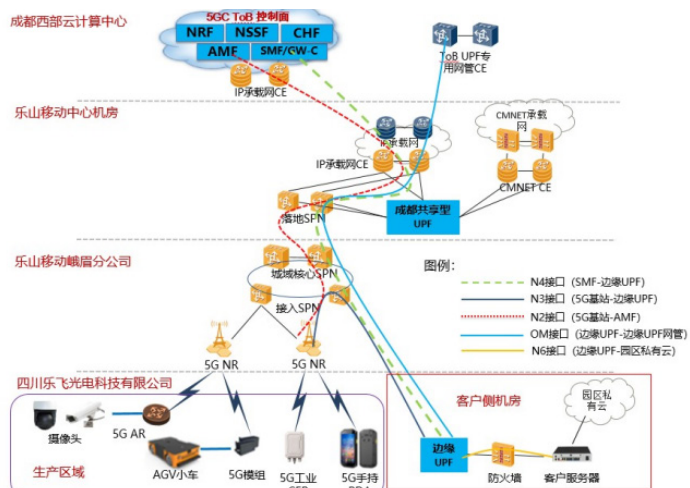 成都西部云计算中心
5GC ToB 控制面
NRF
NSSF
CHF
AMF
SMF/GW-C
ToB UPF专
用网管CE
IP承载网CE
乐山移动中心机房
CMNET承载
网
IP承载网
IP承载网CE
CMNET CE
落地SPN
成都共享型
UPF
乐山移动峨眉分公司
城域核心SPN
接入SPN
5G NR
5G NR
图例：
N4接口 (SMF-边缘UPF)
N3接口 (5G基站-边缘UPF)
N2接口 (5G基站-AMF)
OM接口 (边缘UPF-边缘UPF网管)
N6接口 (边缘UPF-园区私有云)
四川乐飞光电科技有限公司
客户侧机房
园区私
有云
摄像头
5G AR
边缘
UPF
防火墙
客户服务器
生产区域
AGV小车
5G模组
5G工业
5G手持